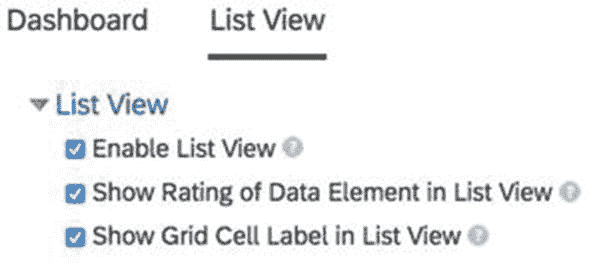 Dashboard List View
List View
Enable List View
Show Rating of Data Element in List View
Show Grid Cell Label in List View